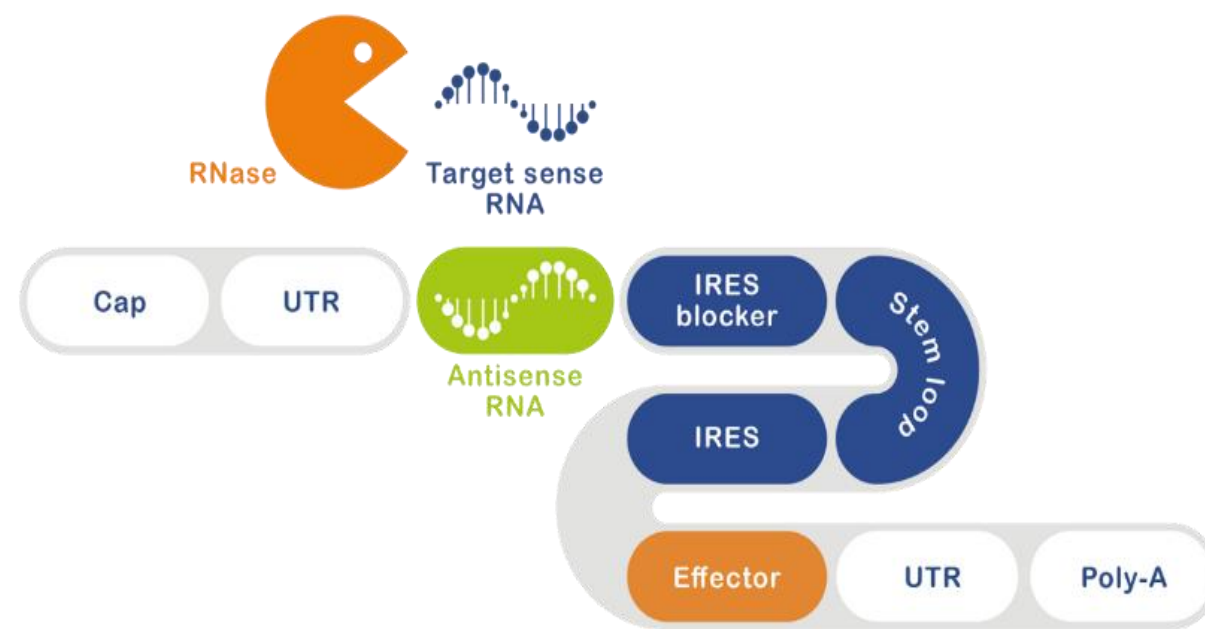 RNase
Target sense
RNA
Cap
UTR
Antisense
RNA
IRES
blocker
Stem loop
IRES
Effector
UTR
Poly-A